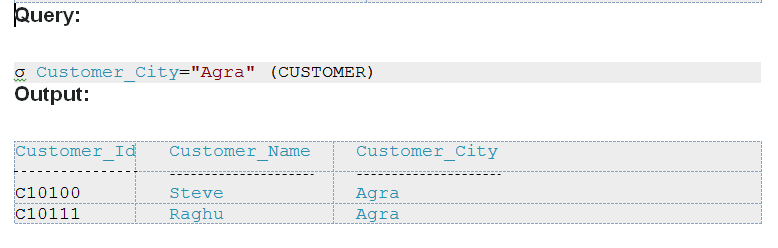 Query:
σ Customer_City="Agra" (CUSTOMER)
Output:
Customer_Id Customer_Name Customer_City
C10100 Steve Agra
C10111 Raghu Agra